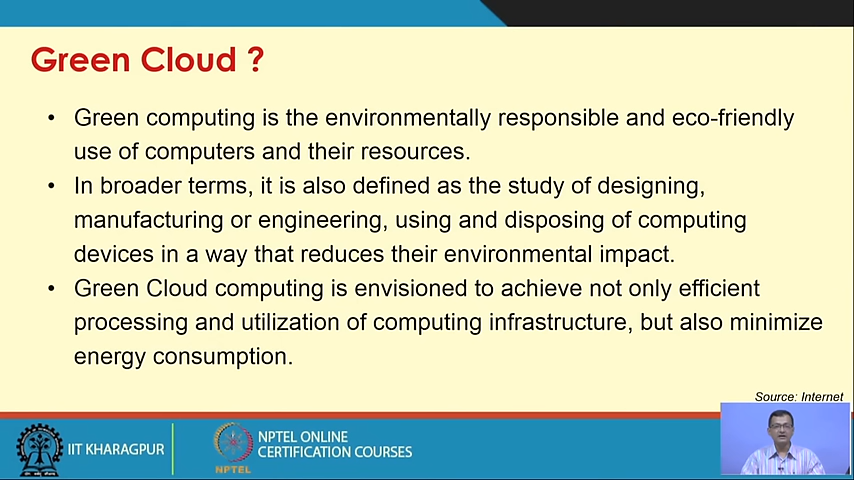 Green Cloud ?
• Green computing is the environmentally responsible and eco-friendly
use of computers and their resources.
• In broader terms, it is also defined as the study of designing,
manufacturing or engineering, using and disposing of computing
devices in a way that reduces their environmental impact.
• Green Cloud computing is envisioned to achieve not only efficient
processing and utilization of computing infrastructure, but also minimize
energy consumption.
Source: Internet
IIT KHARAGPUR
NPTEL
NPTEL ONLINE
CERTIFICATION COURSES